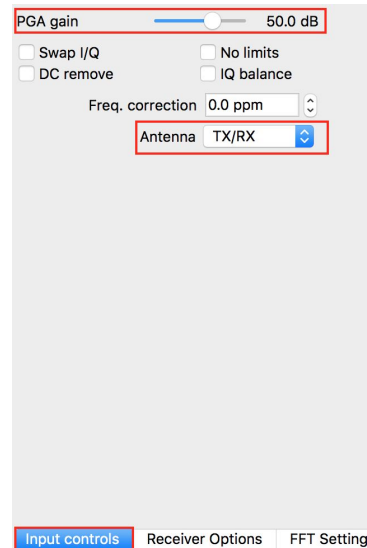 PGA gain 50.0 dB
Swap I/Q No limits
DC remove IQ balance
Freq. correction 0.0 ppm
Antenna TX/RX
Input controls Receiver Options FFT Setting